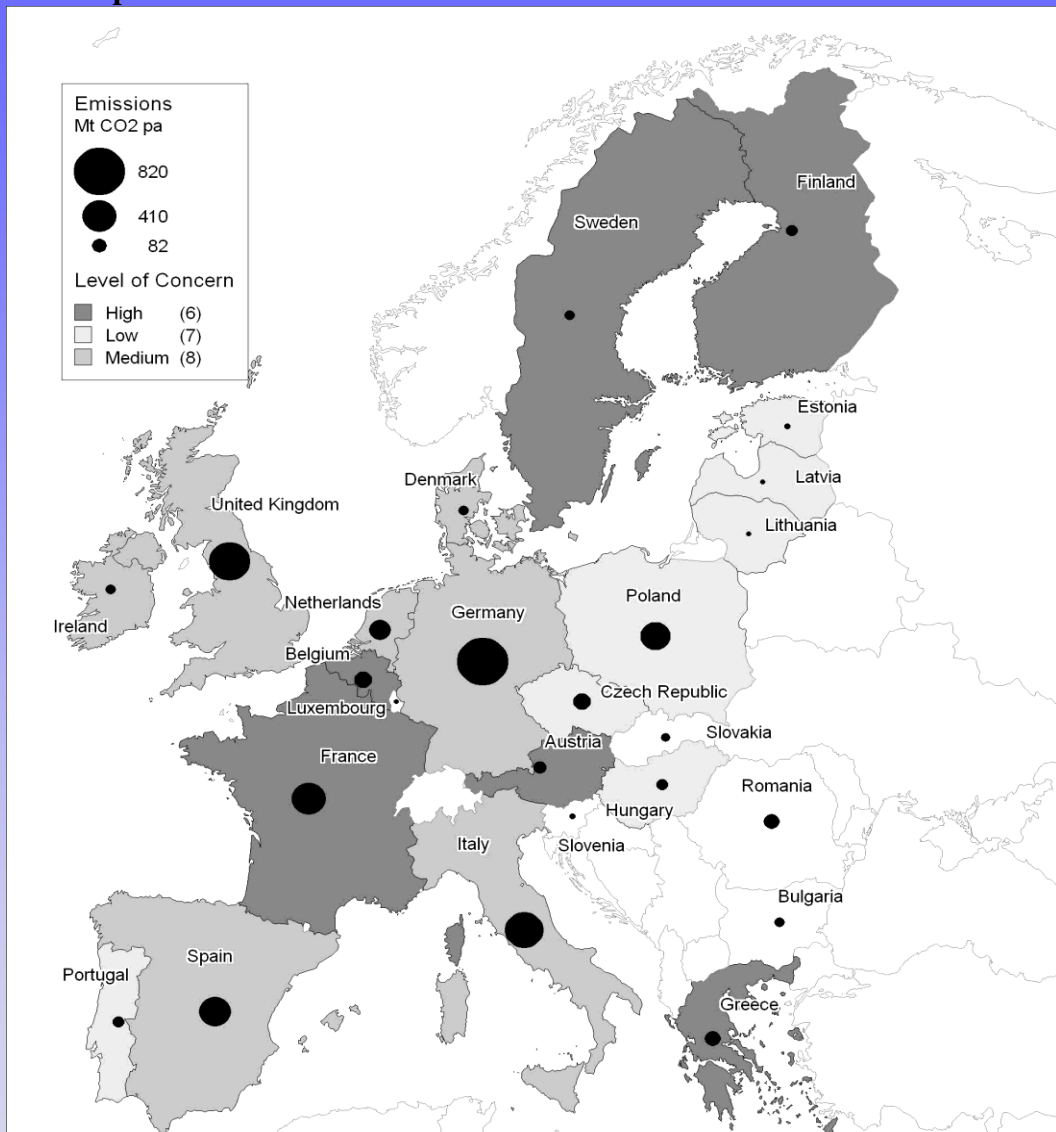 Emissions
Mt CO2 pa
820
410
82
Level of Concern
High (6)
Low (7)
Medium (8)
Finland
Sweden
Estonia
Latvia
Lithuania
Denmark
United Kingdom
Ireland
Netherlands
Germany
Poland
Belgium
Luxembourg
Czech Republic
Slovakia
Austria
France
Hungary
Romania
Slovenia
Italy
Bulgaria
Spain
Portugal
Greece